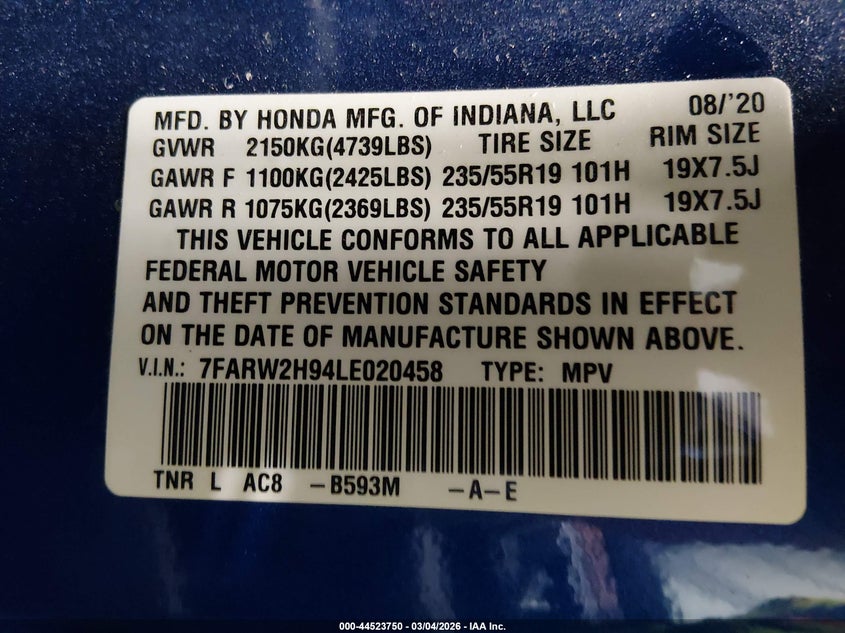 MFD. BY HONDA MFG. OF INDIANA, LLC 08/'20
GVWR 2150KG(4739LBS) TIRE SIZE RIM SIZE
GAWR F 1100KG(2425LBS) 235/55R19 101H 19X7.5J
GAWR R 1075KG(2369LBS) 235/55R19 101H 19X7.5J
THIS VEHICLE CONFORMS TO ALL APPLICABLE
FEDERAL MOTOR VEHICLE SAFETY
AND THEFT PREVENTION STANDARDS IN EFFECT
ON THE DATE OF MANUFACTURE SHOWN ABOVE.
V.I.N.: 7FARW2H94LE020458 TYPE: MPV
TNR L AC8 -B593M -A-E
000-44523750 - 03/04/2026 - IAA Inc.